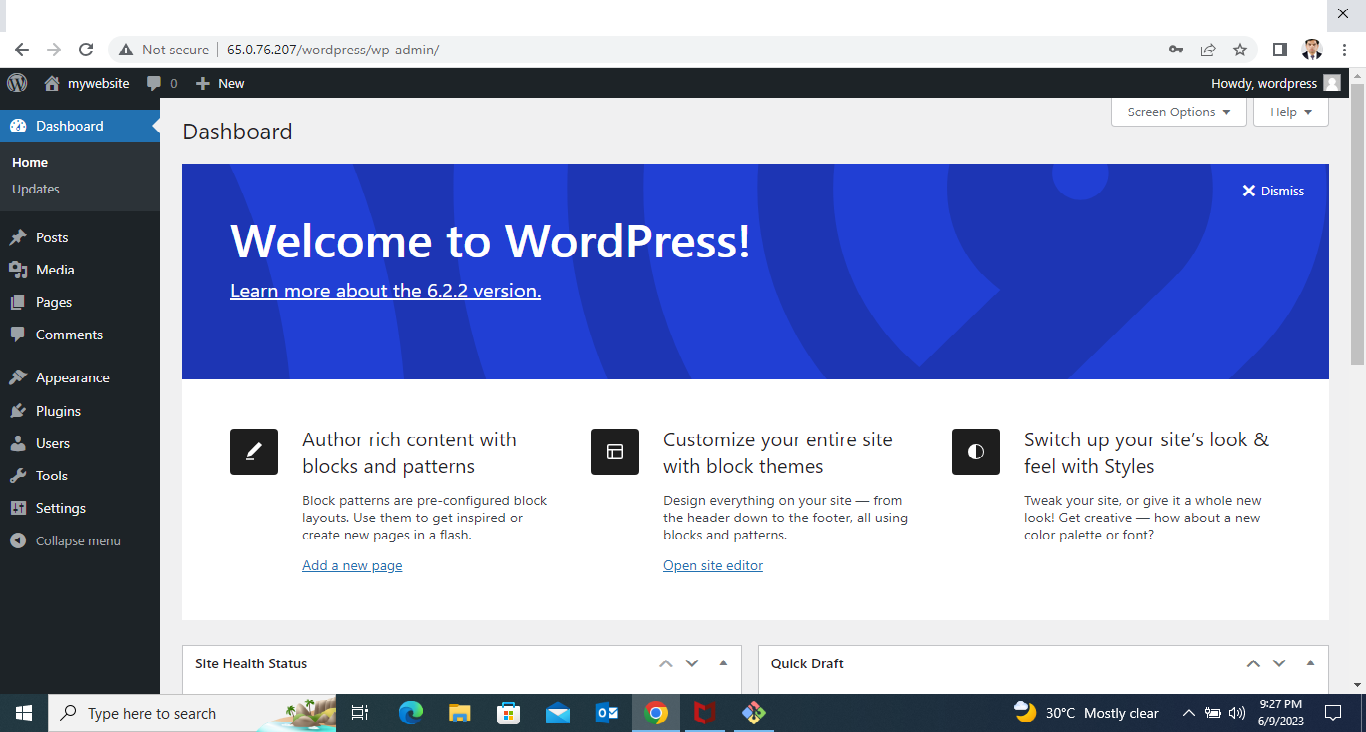 Not secure | 65.0.76.207/wordpress/wp-admin/
mywebsite 0 + New Howdy, wordpress
Screen Options Help
Dashboard
Home
Updates
Posts
Media
Pages
Comments
Appearance
Plugins
Users
Tools
Settings
Collapse menu
Dashboard
Dismiss
Welcome to WordPress!
Learn more about the 6.2.2 version.
Author rich content with
blocks and patterns
Block patterns are pre-configured block
layouts. Use them to get inspired or
create new pages in a flash.
Add a new page
Customize your entire site
with block themes
Design everything on your site — from
the header down to the footer, all using
blocks and patterns.
Open site editor
Switch up your site’s look &
feel with Styles
Tweak your site, or give it a whole new
look! Get creative — how about a new
color palette or font?
Site Health Status
Quick Draft
Type here to search
30°C Mostly clear
9:27 PM
6/9/2023